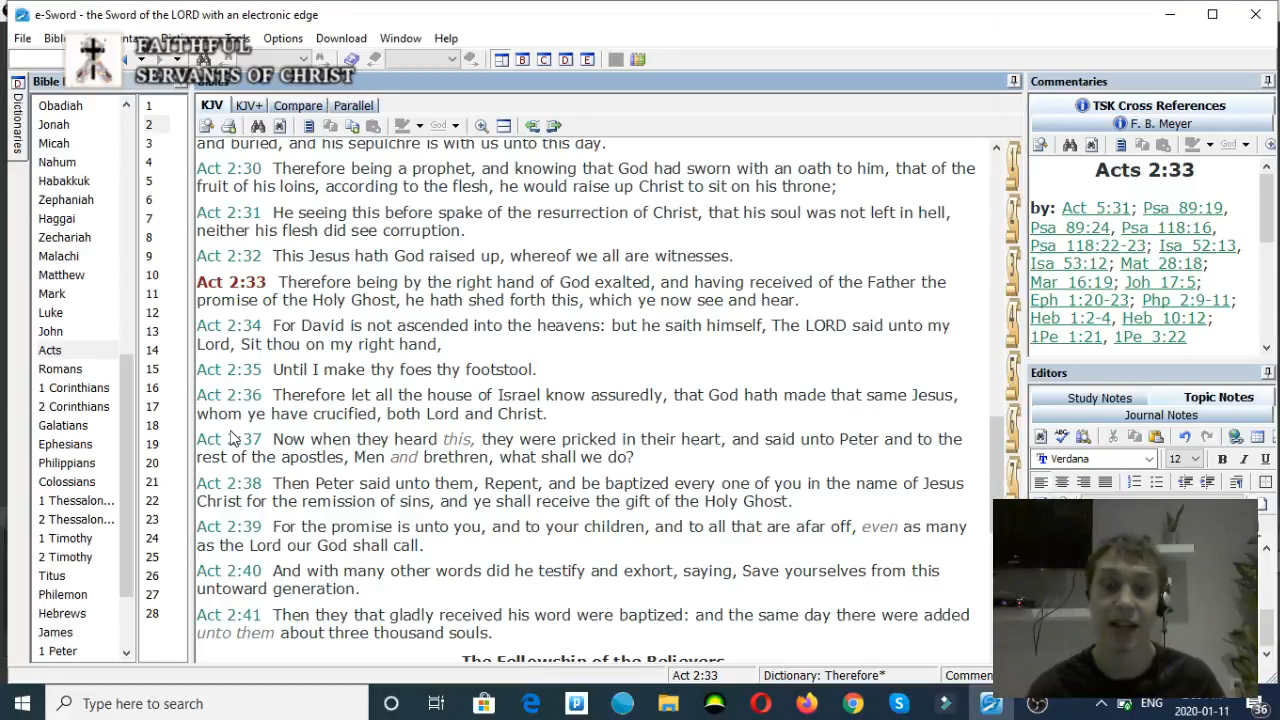 e-Sword - the Sword of the LORD with an electronic edge
File Bib Options Download Window Help
FAITHFUL
SERVANTS OF CHRIST
Dictionaries
Bible
Obadiah
Jonah
Micah
Nahum
Habakkuk
Zephaniah
Haggai
Zechariah
Malachi
Matthew
Mark
Luke
John
Acts
Romans
1 Corinthians
2 Corinthians
Galatians
Ephesians
Philippians
Colossians
1 Thessalon...
2 Thessalon...
1 Timothy
2 Timothy
Titus
Philemon
Hebrews
James
1 Peter
1
2
3
4
5
6
7
8
9
10
11
12
13
14
15
16
17
18
19
20
21
22
23
24
25
26
27
28
KJV KJV+ Compare Parallel
God
and buried, and his sepulchre is with us unto this day.
Act 2:30 Therefore being a prophet, and knowing that God had sworn with an oath to him, that of the
fruit of his loins, according to the flesh, he would raise up Christ to sit on his throne;
Act 2:31 He seeing this before spake of the resurrection of Christ, that his soul was not left in hell,
neither his flesh did see corruption.
Act 2:32 This Jesus hath God raised up, whereof we all are witnesses.
Act 2:33 Therefore being by the right hand of God exalted, and having received of the Father the
promise of the Holy Ghost, he hath shed forth this, which ye now see and hear.
Act 2:34 For David is not ascended into the heavens: but he saith himself, The LORD said unto my
Lord, Sit thou on my right hand,
Act 2:35 Until I make thy foes thy footstool.
Act 2:36 Therefore let all the house of Israel know assuredly, that God hath made that same Jesus,
whom ye have crucified, both Lord and Christ.
Act 2:37 Now when they heard this, they were pricked in their heart, and said unto Peter and to the
rest of the apostles, Men and brethren, what shall we do?
Act 2:38 Then Peter said unto them, Repent, and be baptized every one of you in the name of Jesus
Christ for the remission of sins, and ye shall receive the gift of the Holy Ghost.
Act 2:39 For the promise is unto you, and to your children, and to all that are afar off, even as many
as the Lord our God shall call.
Act 2:40 And with many other words did he testify and exhort, saying, Save yourselves from this
untoward generation.
Act 2:41 Then they that gladly received his word were baptized: and the same day there were added
unto them about three thousand souls.
The Fellowship of the Believers
Commentaries
TSK Cross References
F. B. Meyer
God
Acts 2:33
by: Act 5:31; Psa 89:19,
Psa 89:24, Psa 118:16,
Psa 118:22-23; Isa 52:13,
Isa 53:12; Mat 28:18;
Mar 16:19; Joh 17:5;
Eph 1:20-23; Php 2:9-11;
Heb 1:2-4, Heb 10:12;
1Pe 1:21, 1Pe 3:22
Editors
Study Notes Topic Notes
Journal Notes
Verdana 12 B I U
Act 2:33 Dictionary: Therefore* Commen
Type here to search
ENG
2020-01-11
36